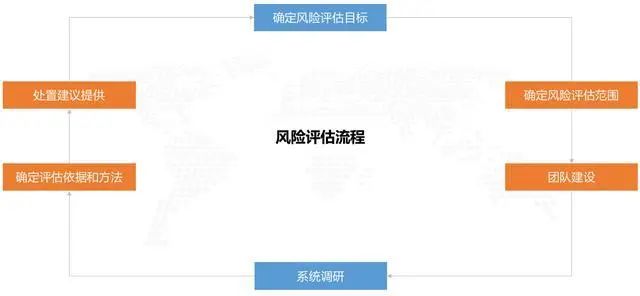 确定风险评估目标
处置建议提供
确定风险评估范围
风险评估流程
确定评估依据和方法
团队建设
系统调研